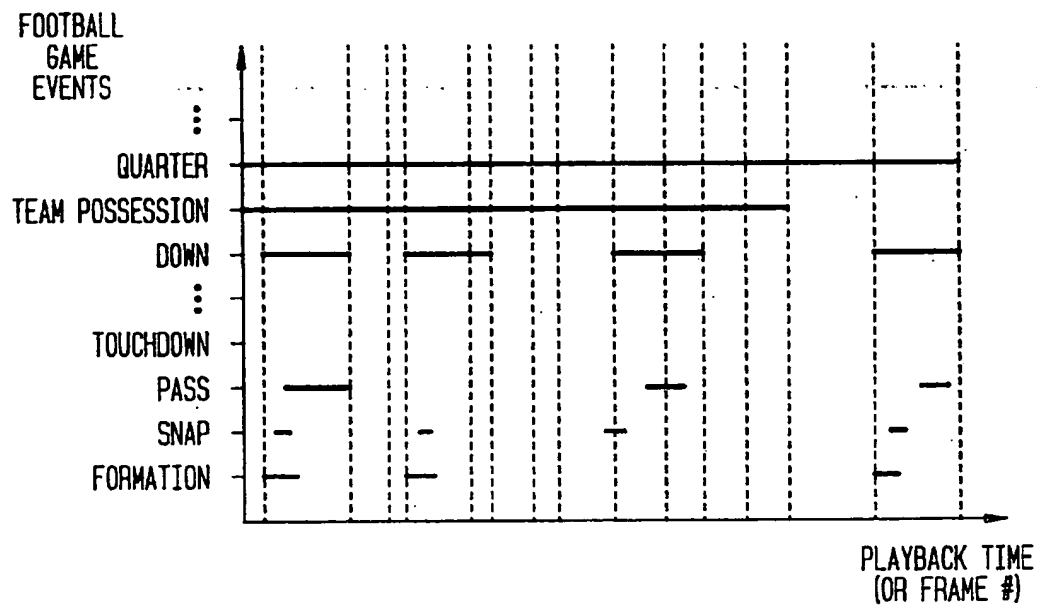 FOOTBALL
GAME
EVENTS
QUARTER
TEAM POSSESSION
DOWN
TOUCHDOWN
PASS
SNAP
FORMATION
PLAYBACK TIME
(OR FRAME #)